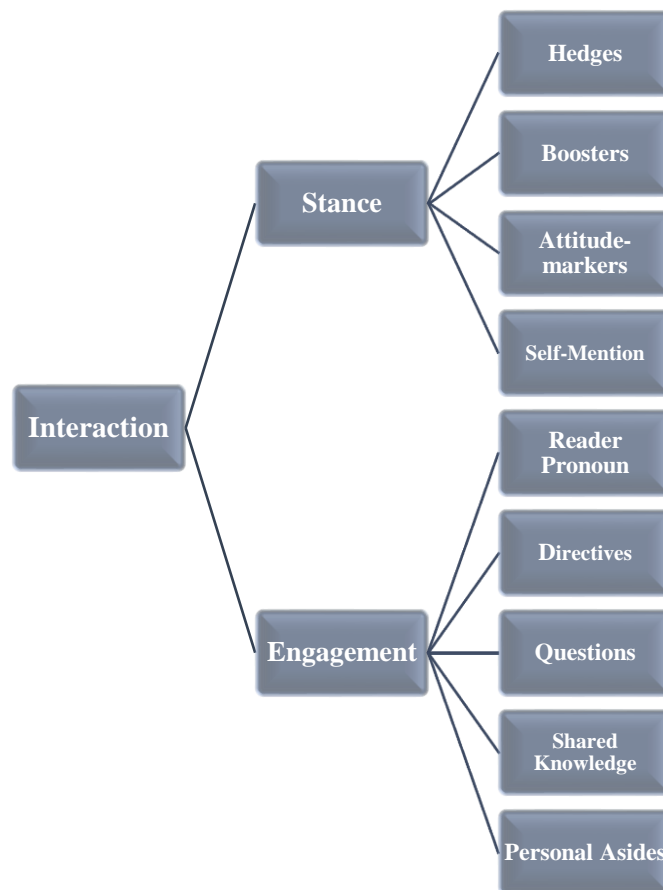 Interaction
Stance
Hedges
Boosters
Attitude-
markers
Self-Mention
Engagement
Reader
Pronoun
Directives
Questions
Shared
Knowledge
Personal Asides